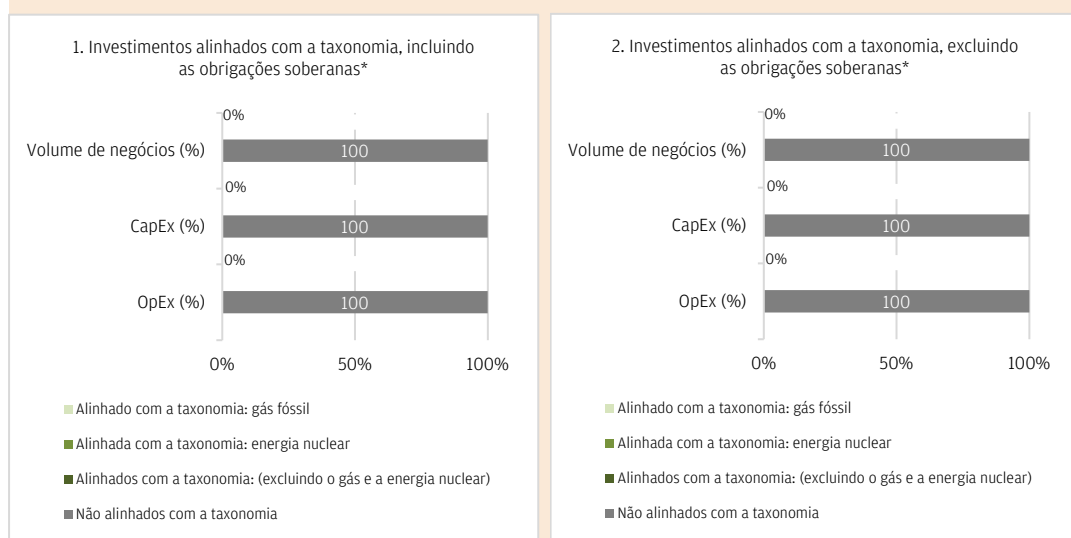 1. Investimentos alinhados com a taxonomia, incluindo
as obrigações soberanas*
0%
Volume de negócios (%)
100
0%
CapEx (%)
100
0%
OpEx (%)
100
0%
50%
100%
Alinhado com a taxonomia: gás fóssil
Alinhada com a taxonomia: energia nuclear
Alinhados com a taxonomia: (excluindo o gás e a energia nuclear)
Não alinhados com a taxonomia
2. Investimentos alinhados com a taxonomia, excluindo
as obrigações soberanas*
0%
Volume de negócios (%)
100
0%
CapEx (%)
100
0%
OpEx (%)
100
0%
50%
100%
Alinhado com a taxonomia: gás fóssil
Alinhada com a taxonomia: energia nuclear
Alinhados com a taxonomia: (excluindo o gás e a energia nuclear)
Não alinhados com a taxonomia